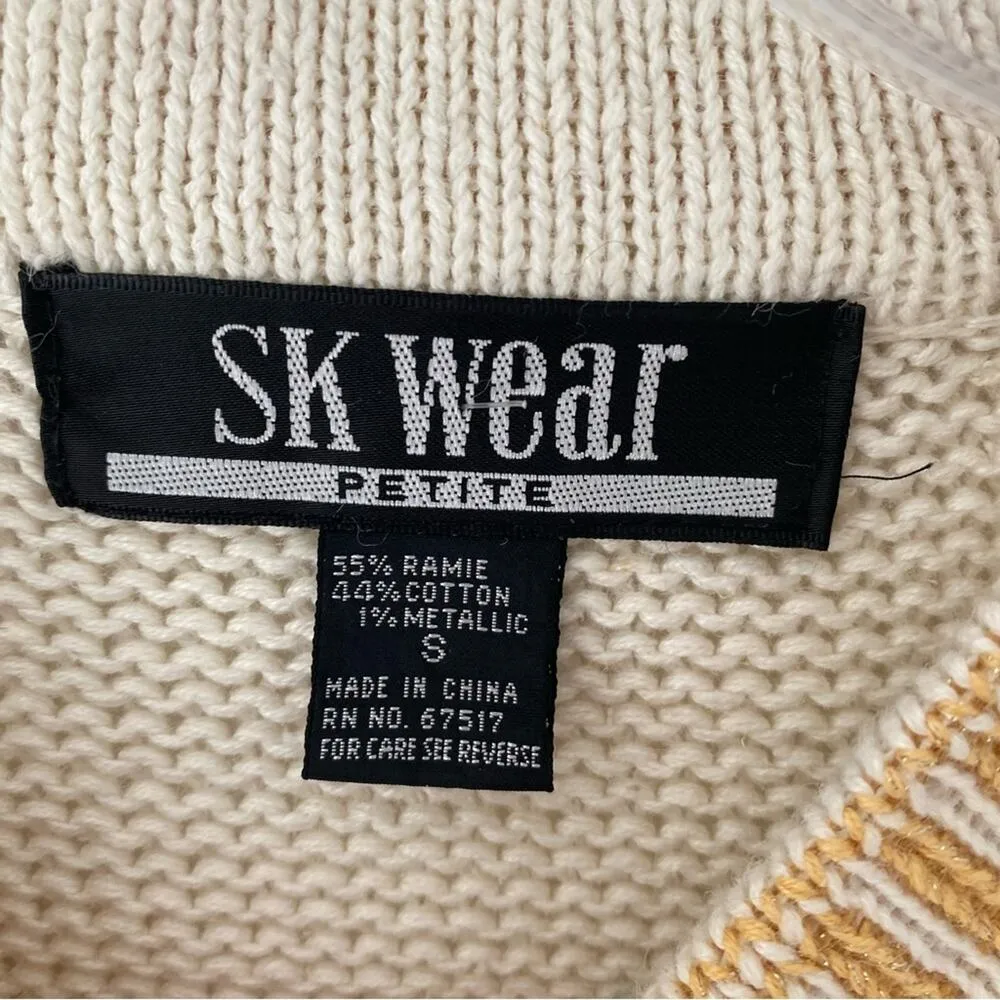 SK Wear
PETITE
55% RAMIE
44% COTTON
1% METALLIC
S
MADE IN CHINA
RN NO. 67517
FOR CARE SEE REVERSE